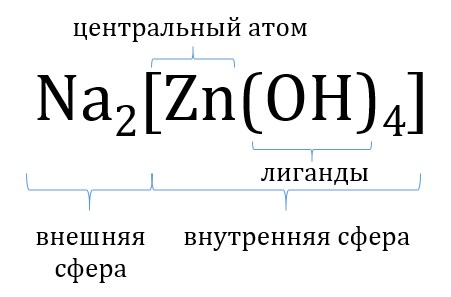 центральный атом
Na₂[Zn(OH)₄]
лиганды
внешняя сфера
внутренняя сфера